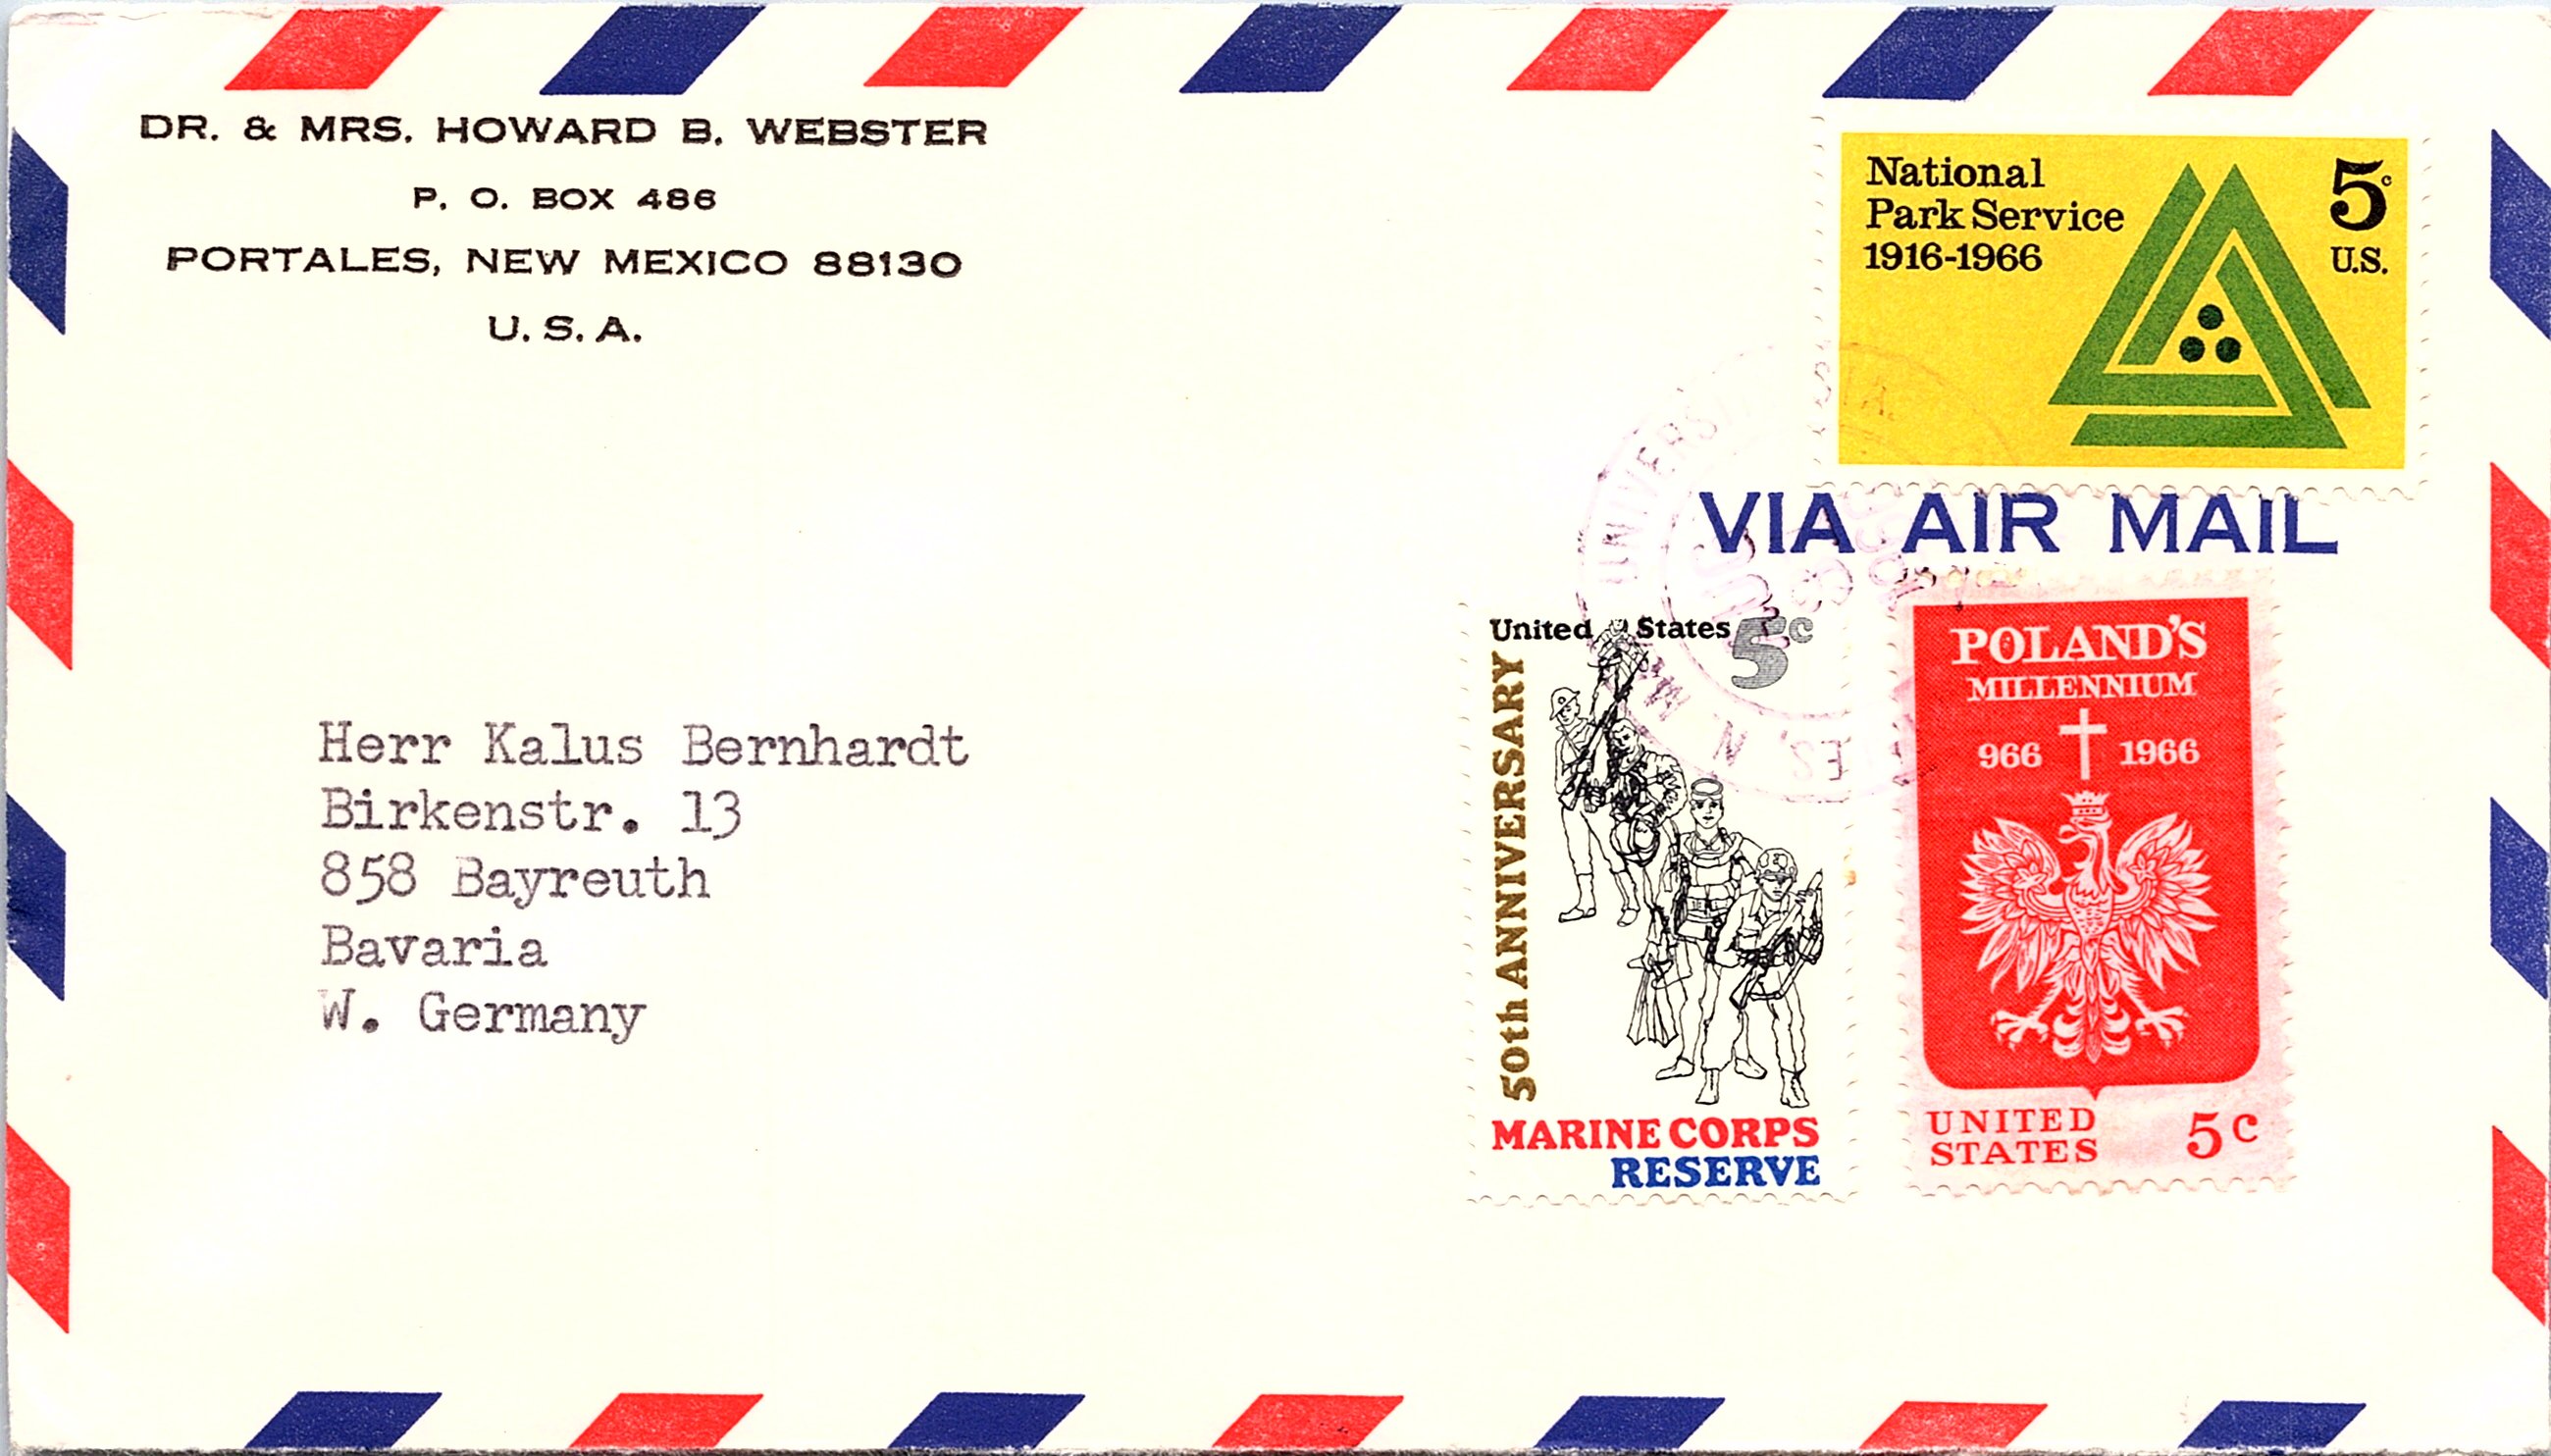 DR. & MRS. HOWARD B. WEBSTER
P. O. BOX 486
PORTALES, NEW MEXICO 88130
U. S. A.
National
Park Service
1916-1966
5c
U.S.
VIA AIR MAIL
United States 5c
50th ANNIVERSARY
MARINE CORPS
RESERVE
POLAND'S
MILLENNIUM
966 1966
UNITED
STATES
5c
Herr Kalus Bernhardt
Birkenstr. 13
858 Bayreuth
Bavaria
W. Germany